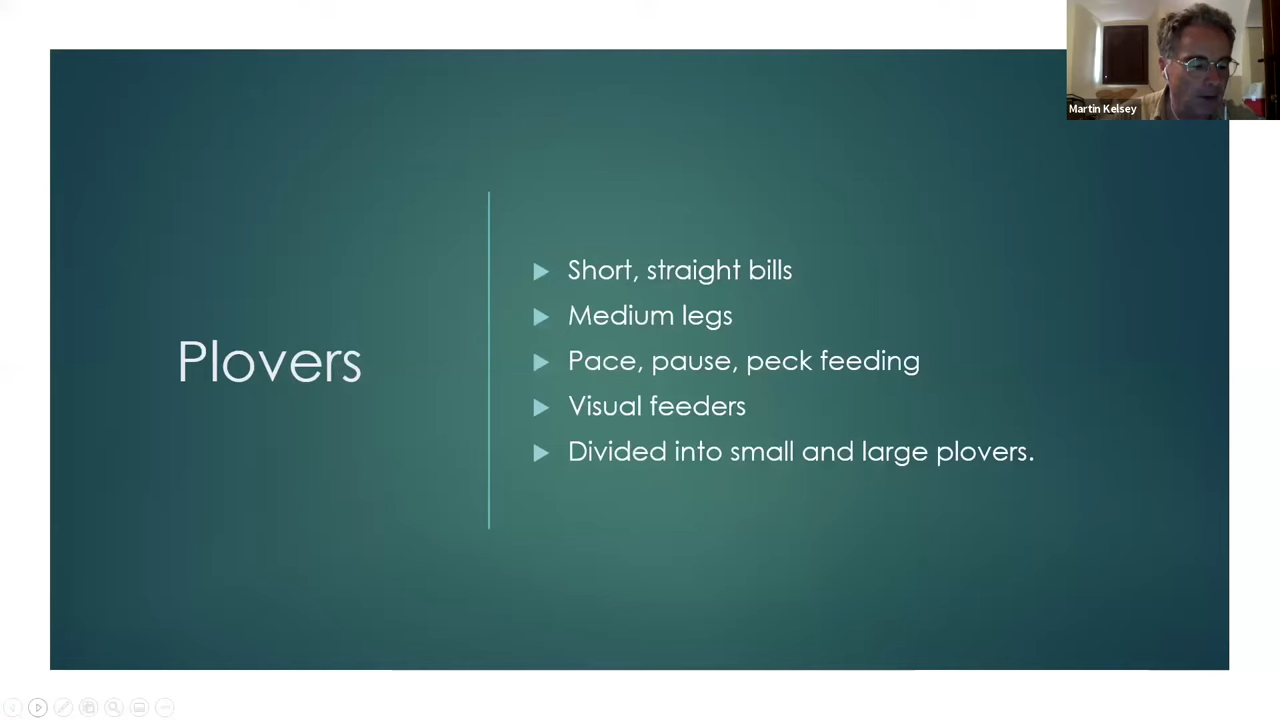 Martin Kelsey
Plovers
Short, straight bills
Medium legs
Pace, pause, peck feeding
Visual feeders
Divided into small and large plovers.